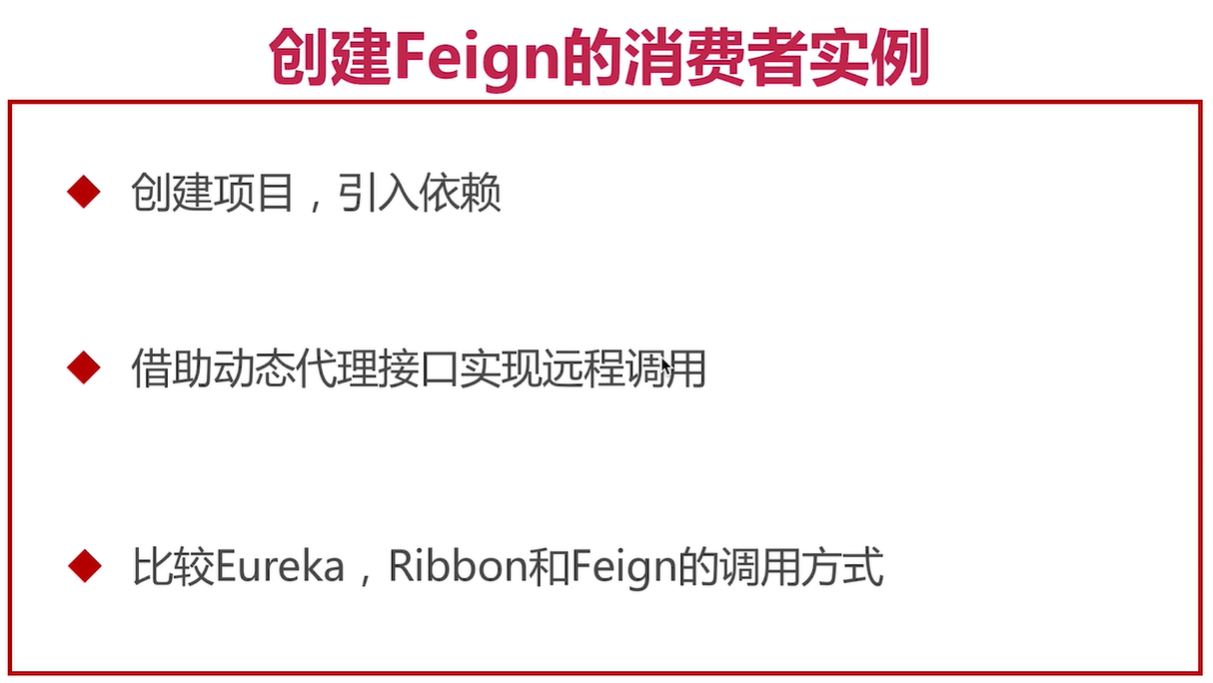 创建Feign的消费者实例
创建项目，引入依赖
借助动态代理接口实现远程调用
比较Eureka，Ribbon和Feign的调用方式